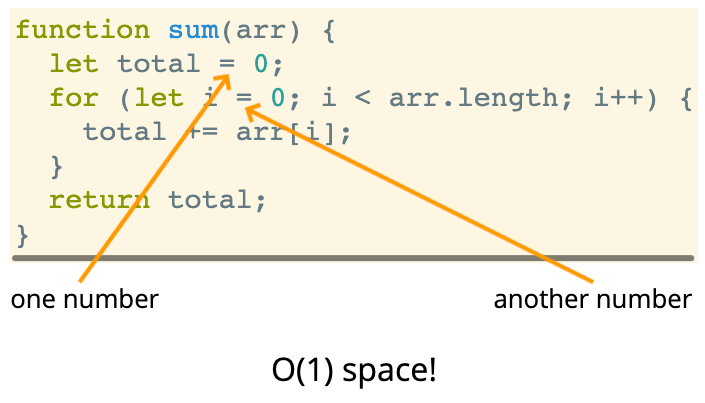 function sum(arr) {
  let total = 0;
  for (let i = 0; i < arr.length; i++) {
    total += arr[i];
  }
  return total;
}
one number
another number
O(1) space!